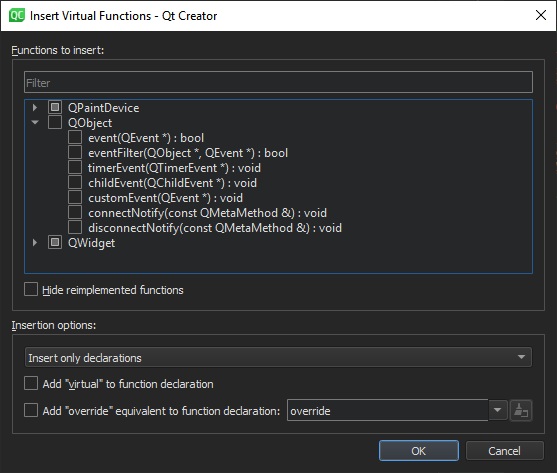 QC Insert Virtual Functions - Qt Creator
Functions to insert:
Filter
QPaintDevice
QObject
event(QEvent *) : bool
eventFilter(QObject *, QEvent *) : bool
timerEvent(QTimerEvent *) : void
childEvent(QChildEvent *) : void
customEvent(QEvent *) : void
connectNotify(const QMetaMethod &) : void
disconnectNotify(const QMetaMethod &) : void
QWidget
Hide reimplemented functions
Insertion options:
Insert only declarations
Add "virtual" to function declaration
Add "override" equivalent to function declaration: override
OK Cancel